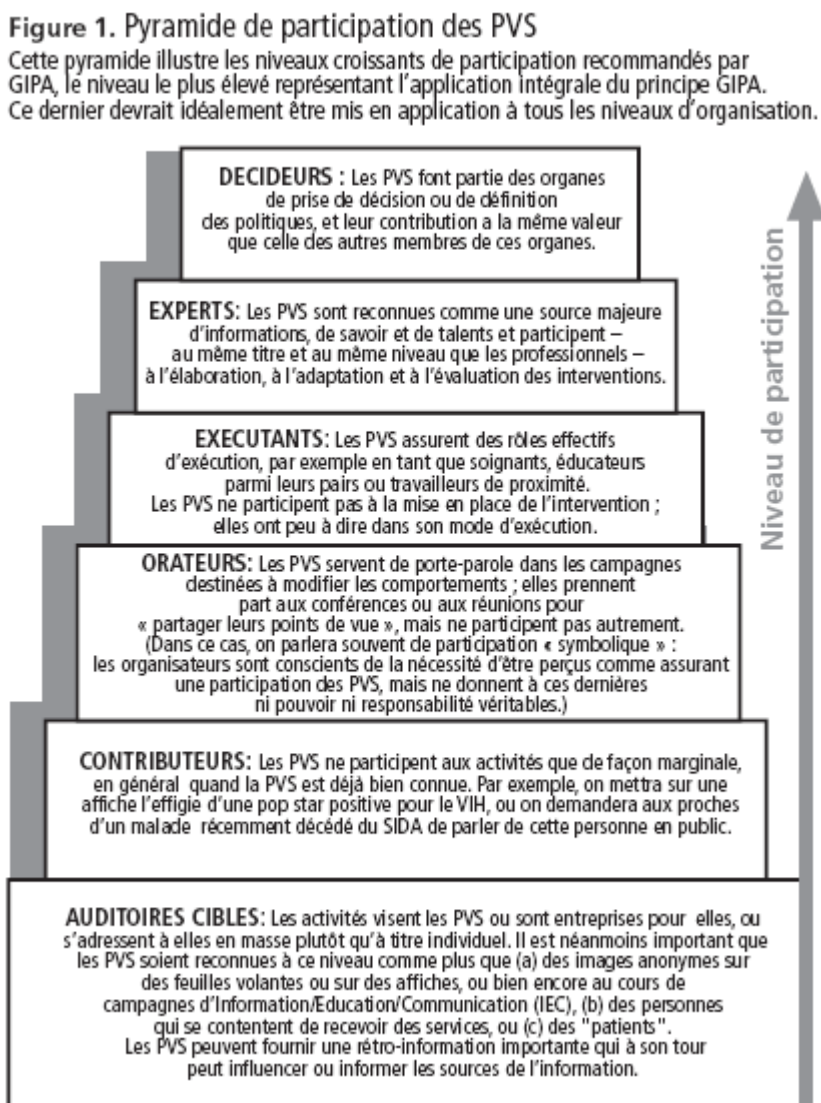 Figure 1. Pyramide de participation des PVS
Cette pyramide illustre les niveaux croissants de participation recommandés par
GIPA, le niveau le plus élevé représentant l'application intégrale du principe GIPA.
Ce dernier devrait idéalement être mis en application à tous les niveaux d'organisation.
DECIDEURS : Les PVS font partie des organes
de prise de décision ou de définition
des politiques, et leur contribution a la même valeur
que celle des autres membres de ces organes.
EXPERTS: Les PVS sont reconnues comme une source majeure
d'informations, de savoir et de talents et participent –
au même titre et au même niveau que les professionnels –
à l'élaboration, à l'adaptation et à l'évaluation des interventions.
EXECUTANTS: Les PVS assurent des rôles effectifs
d'exécution, par exemple en tant que soignants, éducateurs
parmi leurs pairs ou travailleurs de proximité.
Les PVS ne participent pas à la mise en place de l'intervention ;
elles ont peu à dire dans son mode d'exécution.
ORATEURS: Les PVS servent de porte-parole dans les campagnes
destinées à modifier les comportements ; elles prennent
part aux conférences ou aux réunions pour
« partager leurs points de vue », mais ne participent pas autrement.
(Dans ce cas, on parlera souvent de participation « symbolique » :
les organisateurs sont conscients de la nécessité d'être perçus comme assurant
une participation des PVS, mais ne donnent à ces dernières
ni pouvoir ni responsabilité véritables.)
CONTRIBUTEURS: Les PVS ne participent aux activités que de façon marginale,
en général quand la PVS est déjà bien connue. Par exemple, on mettra sur une
affiche l'effigie d'une pop star positive pour le VIH, ou on demandera aux proches
d'un malade récemment décédé du SIDA de parler de cette personne en public.
AUDITOIRES CIBLES: Les activités visent les PVS ou sont entreprises pour elles, ou
s'adressent à elles en masse plutôt qu'à titre individuel. Il est néanmoins important que
les PVS soient reconnues à ce niveau comme plus que (a) des images anonymes sur
des feuilles volantes ou sur des affiches, ou bien encore au cours de
campagnes d'Information/Education/Communication (IEC), (b) des personnes
qui se contentent de recevoir des services, ou (c) des "patients".
Les PVS peuvent fournir une rétro-information importante qui à son tour
peut influencer ou informer les sources de l'information.
Niveau de participation